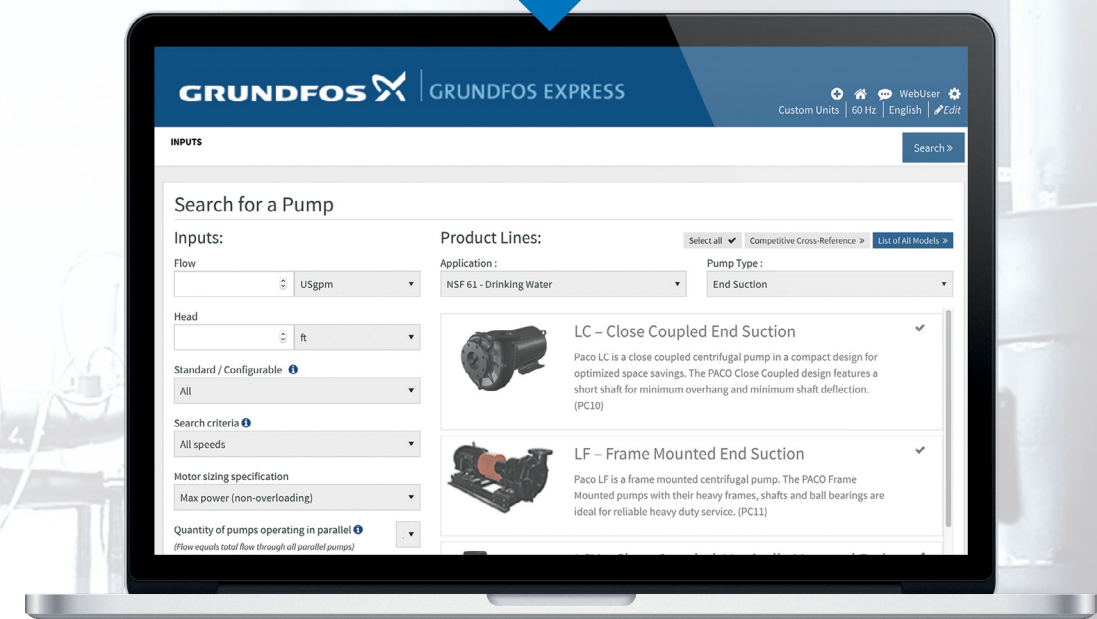 GRUNDFOS
GRUNDFOS EXPRESS
WebUser
Custom Units | 60 Hz | English | Edit
INPUTS
Search »
Search for a Pump
Inputs:
Flow
USgpm
Head
ft
Standard / Configurable
All
Search criteria
All speeds
Motor sizing specification
Max power (non-overloading)
Quantity of pumps operating in parallel
(Flow equals total flow through all parallel pumps)
Product Lines:
Select all
Competitive Cross-Reference »
List of All Models »
Application :
NSF 61 - Drinking Water
Pump Type :
End Suction
LC – Close Coupled End Suction
Paco LC is a close coupled centrifugal pump in a compact design for
optimized space savings. The PACO Close Coupled design features a
short shaft for minimum overhang and minimum shaft deflection.
(PC10)
LF – Frame Mounted End Suction
Paco LF is a frame mounted centrifugal pump. The PACO Frame
Mounted pumps with their heavy frames, shafts and ball bearings are
ideal for reliable heavy duty service. (PC11)